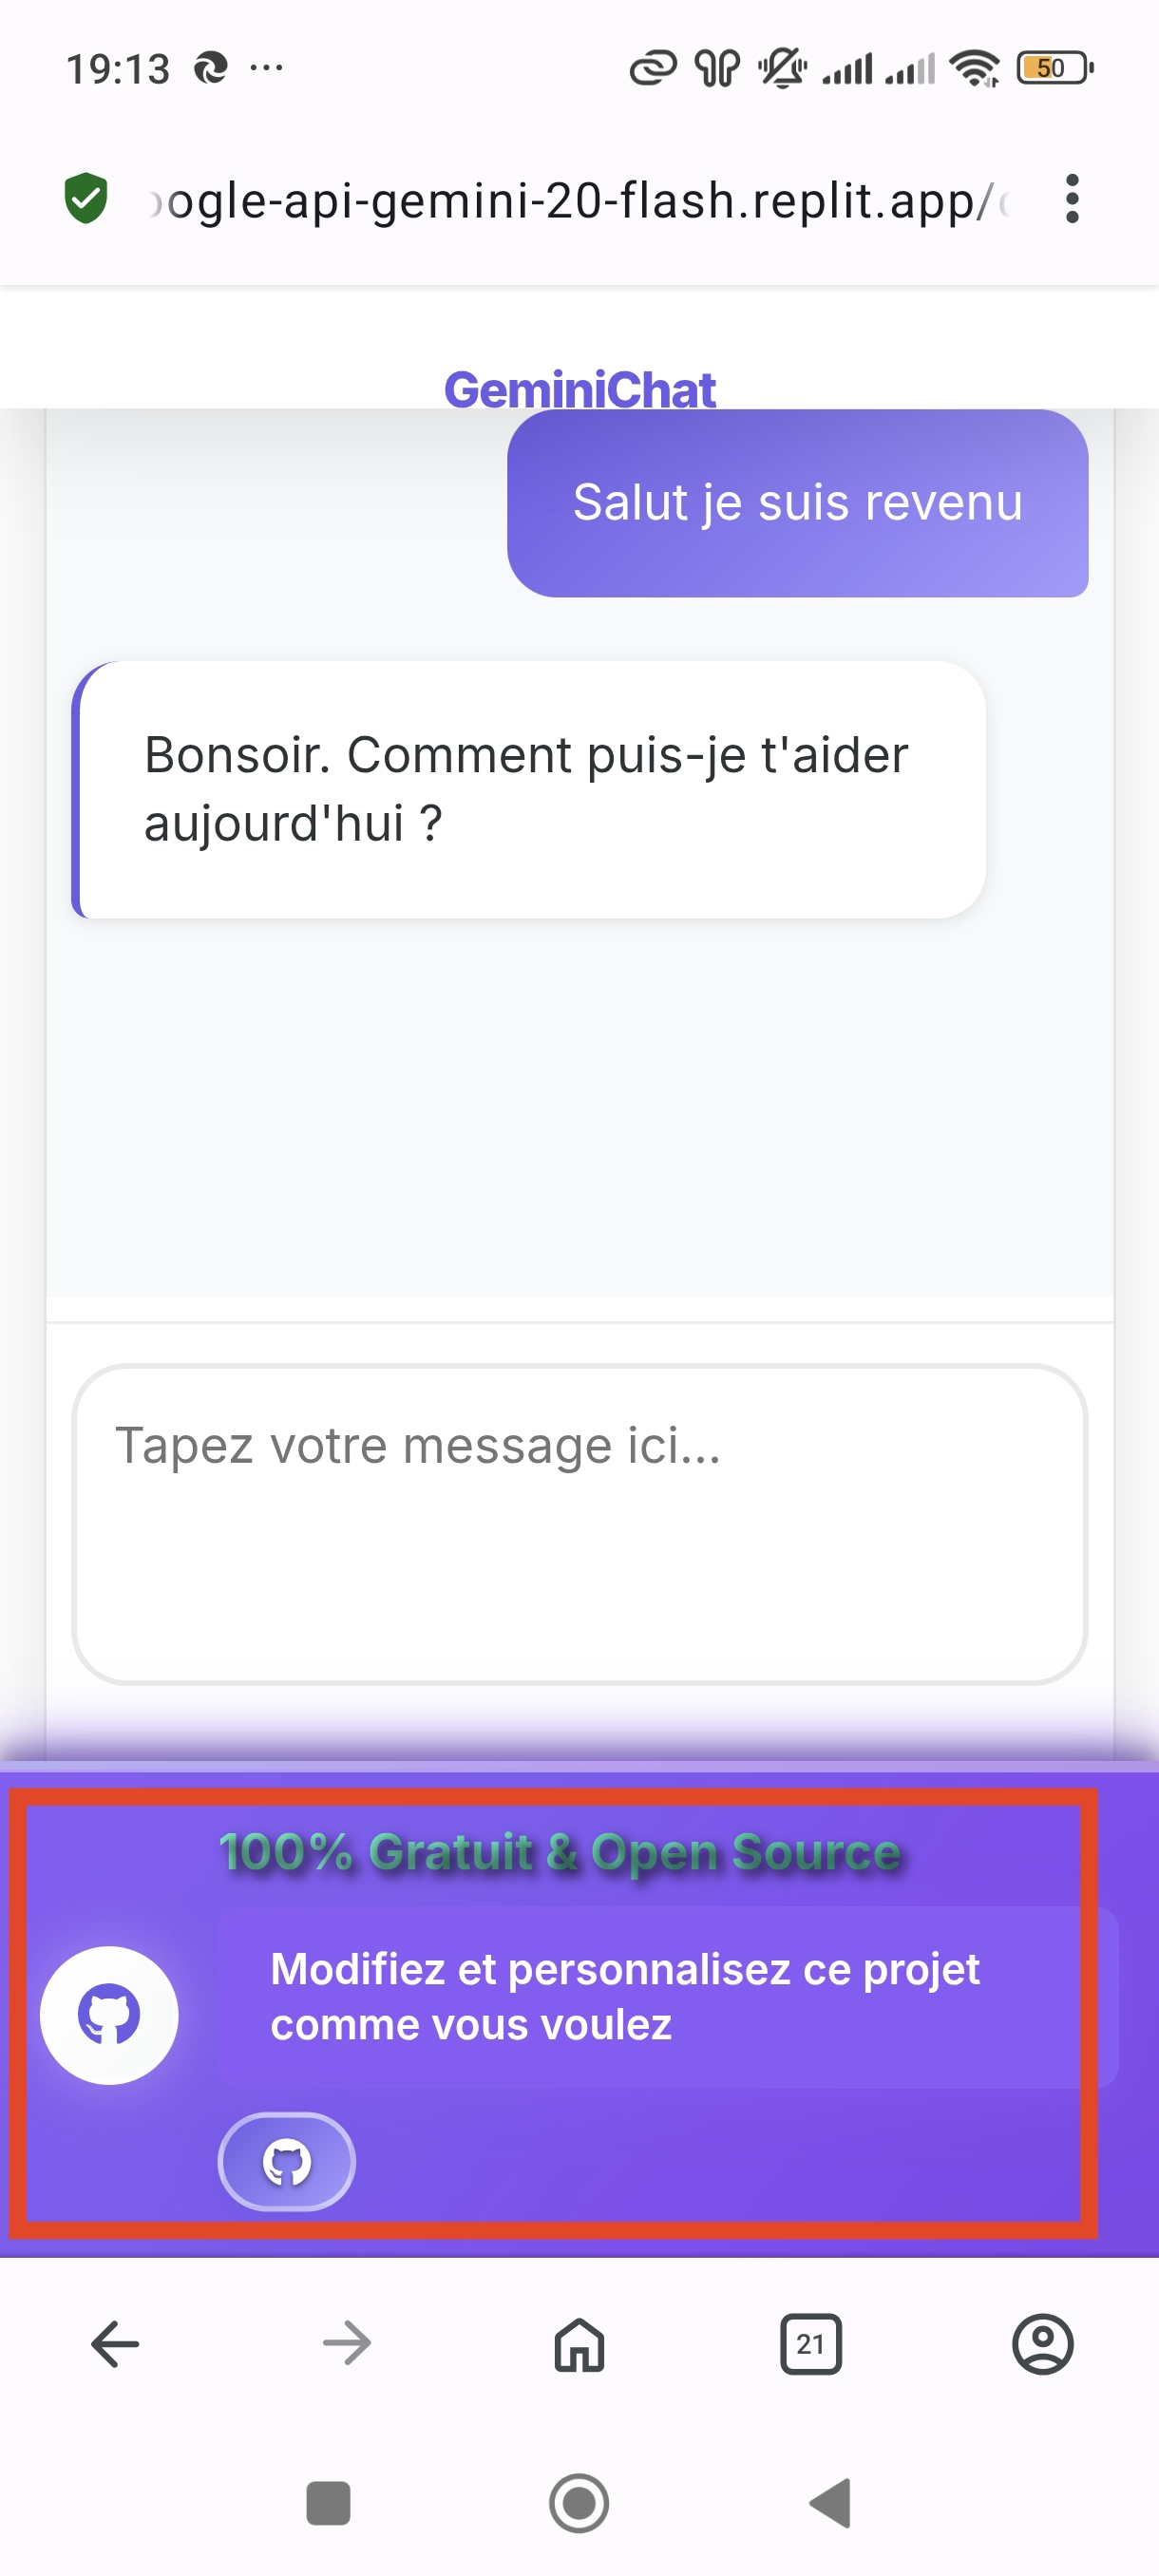 19:13
50
ogle-api-gemini-20-flash.replit.app/
GeminiChat
Salut je suis revenu
Bonsoir. Comment puis-je t'aider
aujourd'hui ?
Tapez votre message ici...
100% Gratuit & Open Source
Modifiez et personnalisez ce projet
comme vous voulez
21